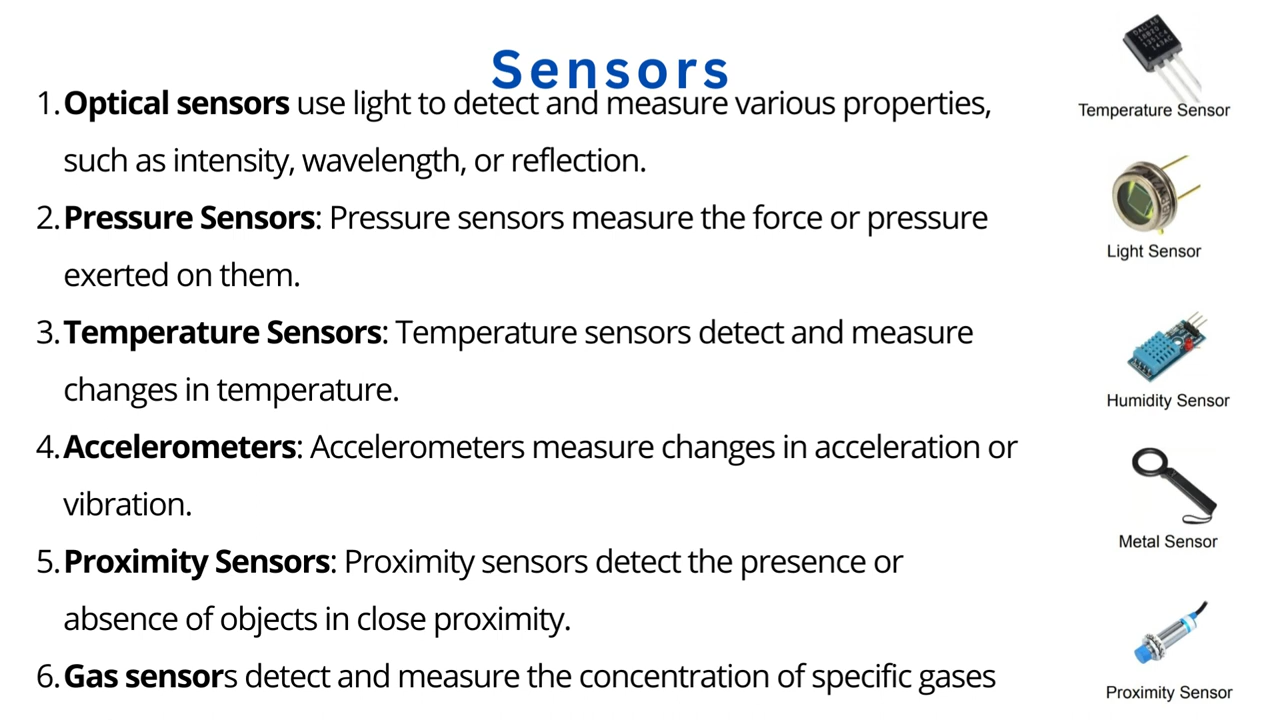 Sensors
1. Optical sensors use light to detect and measure various properties,
such as intensity, wavelength, or reflection.
2. Pressure Sensors: Pressure sensors measure the force or pressure
exerted on them.
3. Temperature Sensors: Temperature sensors detect and measure
changes in temperature.
4. Accelerometers: Accelerometers measure changes in acceleration or
vibration.
5. Proximity Sensors: Proximity sensors detect the presence or
absence of objects in close proximity.
6. Gas sensors detect and measure the concentration of specific gases
DALLAS
Temperature Sensor
Light Sensor
Humidity Sensor
Metal Sensor
Proximity Sensor